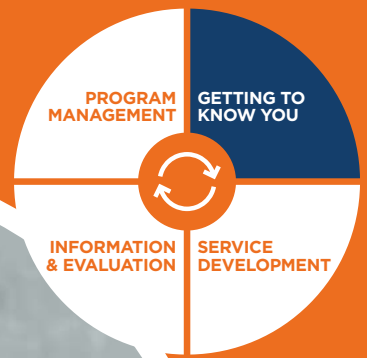 PROGRAM
MANAGEMENT
GETTING TO
KNOW YOU
INFORMATION
& EVALUATION
SERVICE
DEVELOPMENT